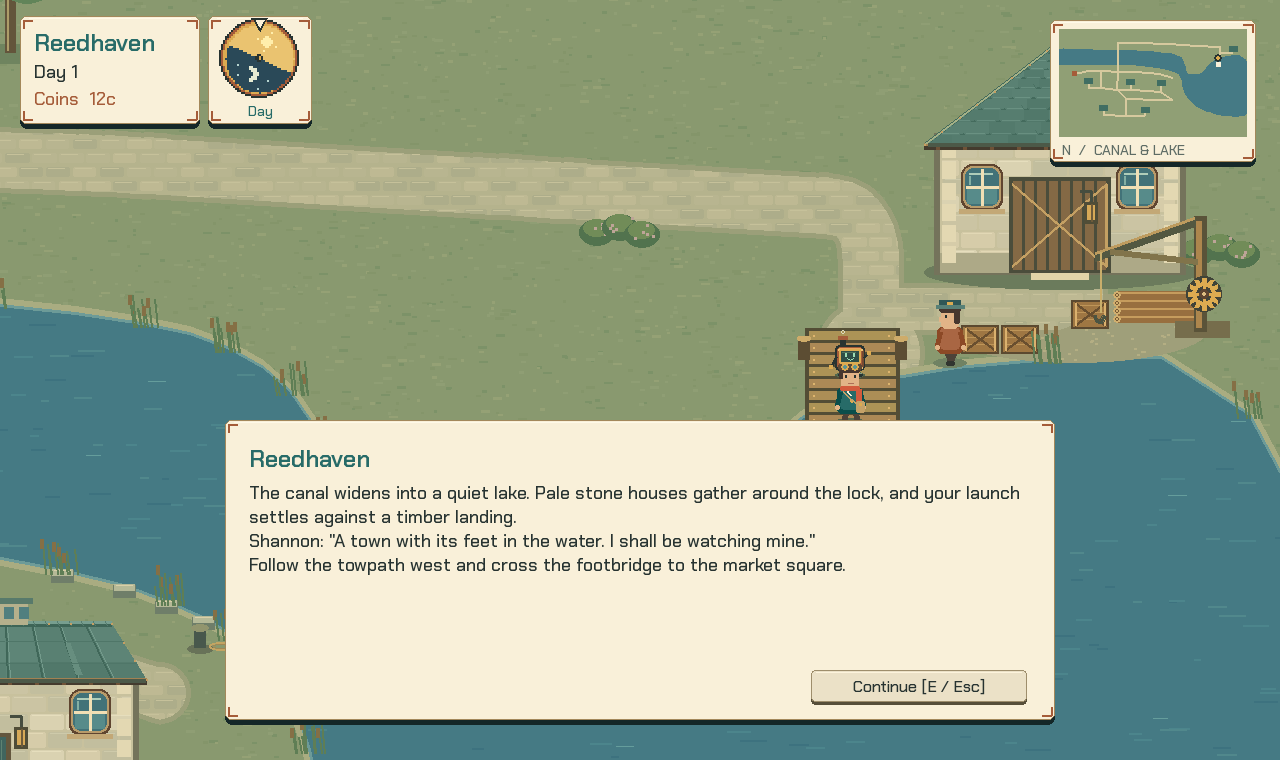 Reedhaven
Day 1
Coins 12c
Day
N / CANAL & LAKE
Reedhaven
The canal widens into a quiet lake. Pale stone houses gather around the lock, and your launch
settles against a timber landing.
Shannon: "A town with its feet in the water. I shall be watching mine."
Follow the towpath west and cross the footbridge to the market square.
Continue [E / Esc]